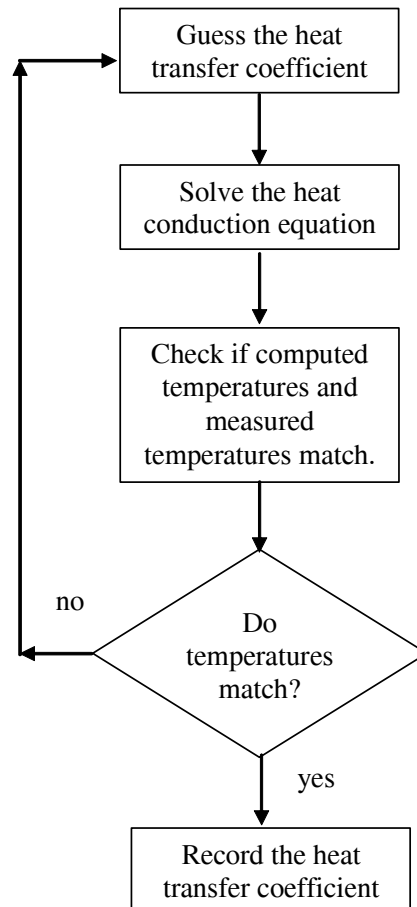 Guess the heat
transfer coefficient
Solve the heat
conduction equation
Check if computed
temperatures and
measured
temperatures match.
no
Do
temperatures
match?
yes
Record the heat
transfer coefficient